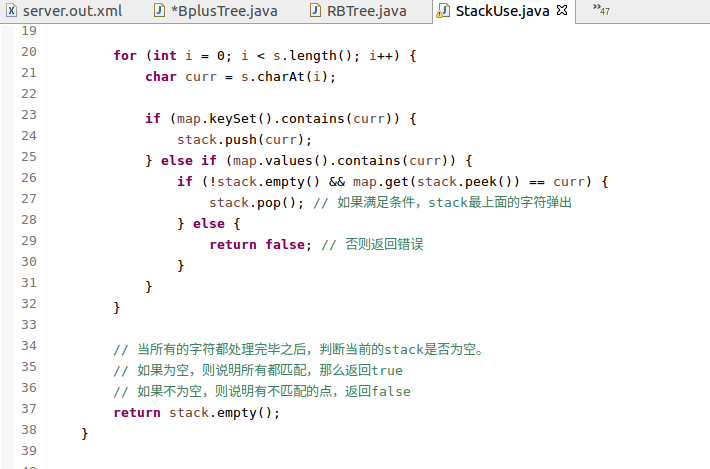 server.out.xml *BplusTree.java RBTree.java StackUse.java »47
19
20 for (int i = 0; i < s.length(); i++) {
21 char curr = s.charAt(i);
22
23 if (map.keySet().contains(curr)) {
24 stack.push(curr);
25 } else if (map.values().contains(curr)) {
26 if (!stack.empty() && map.get(stack.peek()) == curr) {
27 stack.pop(); // 如果满足条件，stack最上面的字符弹出
28 } else {
29 return false; // 否则返回错误
30 }
31 }
32 }
33
34 // 当所有的字符都处理完毕之后，判断当前的stack是否为空。
35 // 如果为空，则说明所有都匹配，那么返回true
36 // 如果不为空，则说明有不匹配的点，返回false
37 return stack.empty();
38 }
39